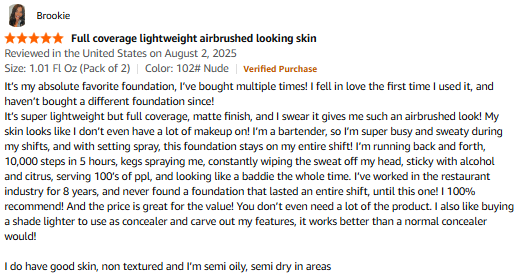 Brookie
Full coverage lightweight airbrushed looking skin
Reviewed in the United States on August 2, 2025
Size: 1.01 Fl Oz (Pack of 2) | Color: 102# Nude | Verified Purchase
It's my absolute favorite foundation, I've bought multiple times! I fell in love the first time I used it, and
haven't bought a different foundation since!
It's super lightweight but full coverage, matte finish, and I swear it gives me such an airbrushed look! My
skin looks like I don't even have a lot of makeup on! I'm a bartender, so I'm super busy and sweaty during
my shifts, and with setting spray, this foundation stays on my entire shift! I'm running back and forth,
10,000 steps in 5 hours, kegs spraying me, constantly wiping the sweat off my head, sticky with alcohol
and citrus, serving 100's of ppl, and looking like a baddie the whole time. I've worked in the restaurant
industry for 8 years, and never found a foundation that lasted an entire shift, until this one! I 100%
recommend! And the price is great for the value! You don't even need a lot of the product. I also like buying
a shade lighter to use as concealer and carve out my features, it works better than a normal concealer
would!
I do have good skin, non textured and I'm semi oily, semi dry in areas